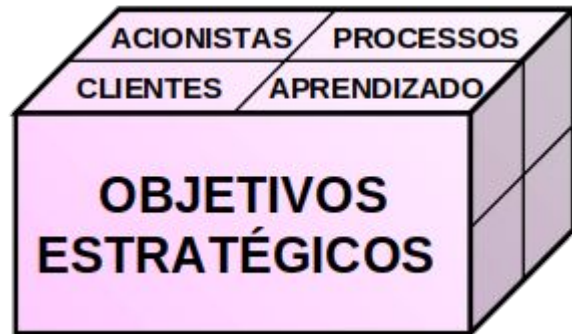 ACIONISTAS PROCESSOS
CLIENTES APRENDIZADO
OBJETIVOS
ESTRATÉGICOS